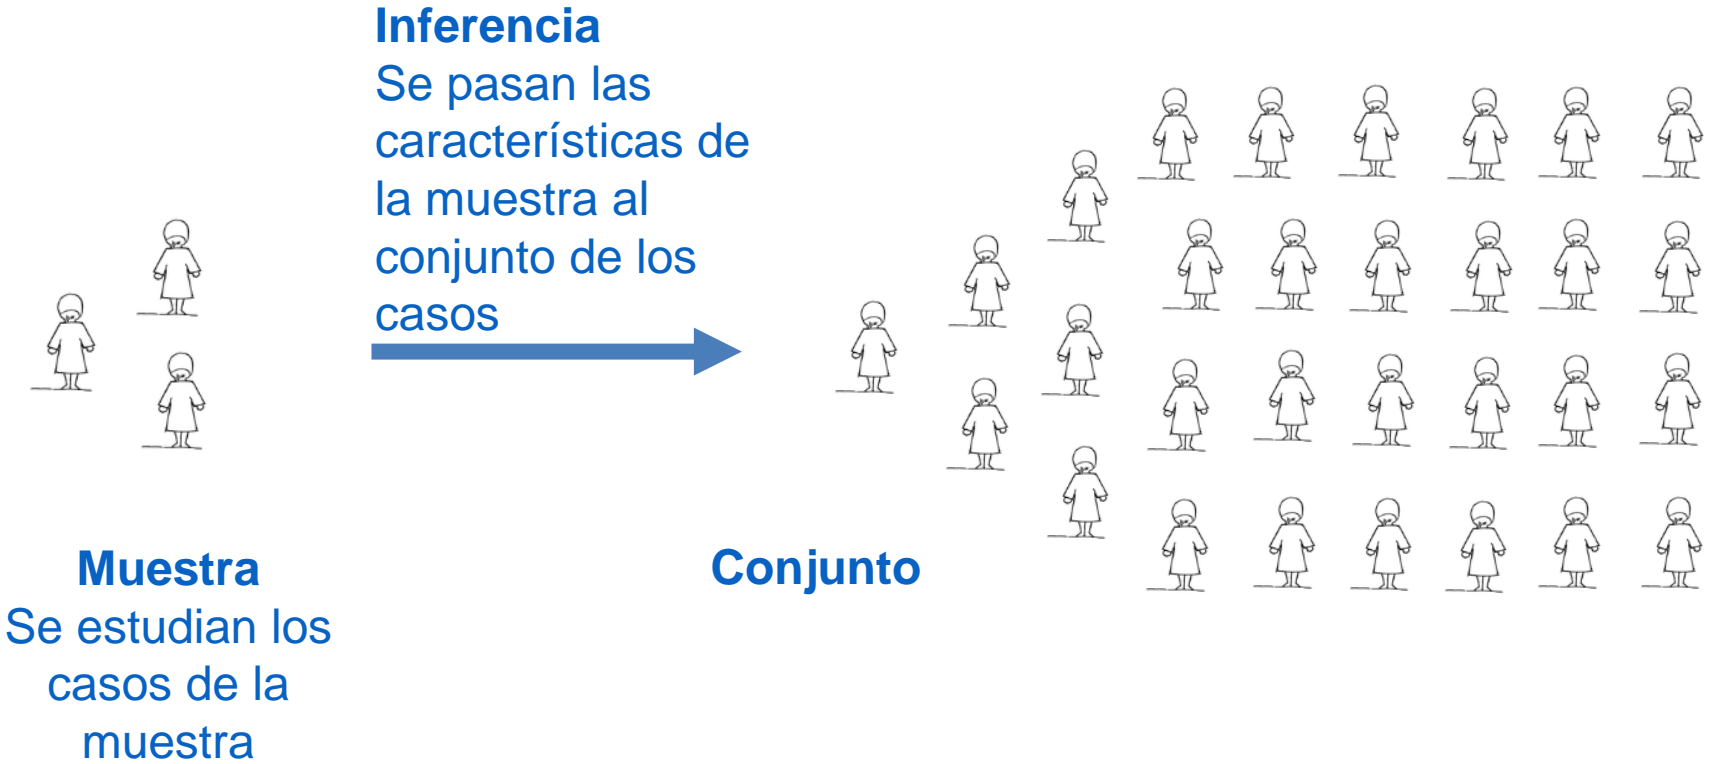 Inferencia
Se pasan las
características de
la muestra al
conjunto de los
casos
Muestra
Se estudian los
casos de la
muestra
Conjunto